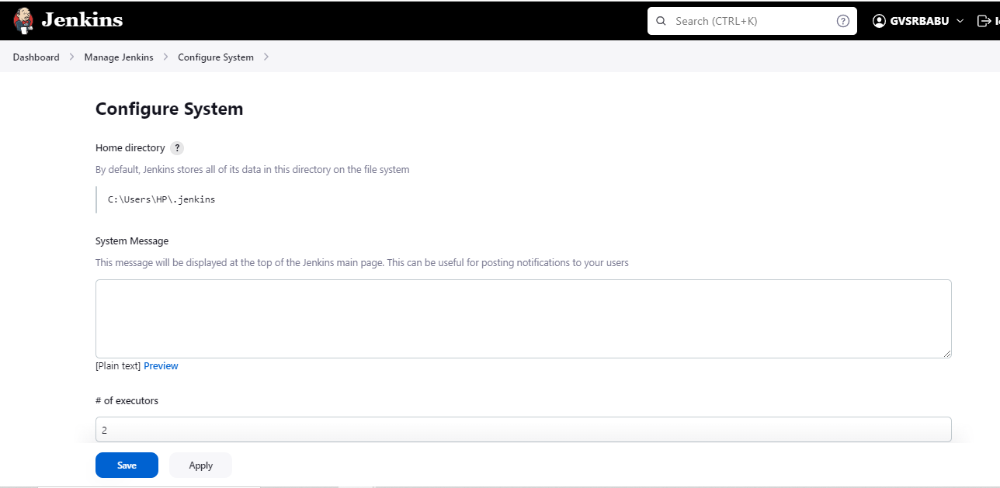 Jenkins
Search (CTRL+K)
?
GVSRBABU
Dashboard > Manage Jenkins > Configure System >
Configure System
Home directory ?
By default, Jenkins stores all of its data in this directory on the file system
C:\Users\HP\.jenkins
System Message
This message will be displayed at the top of the Jenkins main page. This can be useful for posting notifications to your users
[Plain text] Preview
# of executors
2
Save
Apply